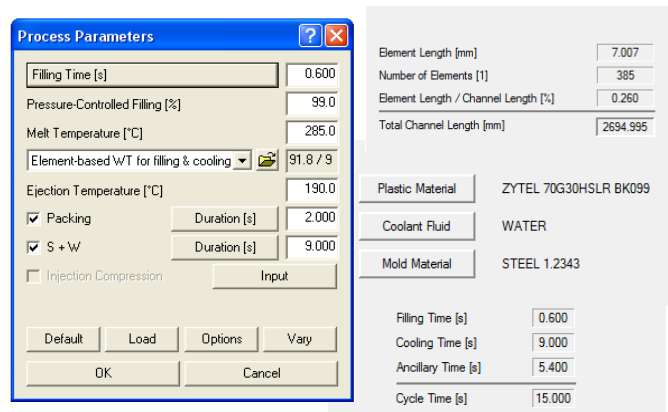 Process Parameters
Filling Time [s] 0.600
Pressure-Controlled Filling [%] 99.0
Melt Temperature [°C] 285.0
Element-based WT for filling & cooling 91.8 / 9
Ejection Temperature [°C] 190.0
Packing Duration [s] 2.000
S + W Duration [s] 9.000
Injection Compression Input
Default Load Options Vary
OK Cancel
Element Length [mm] 7.007
Number of Elements [1] 385
Element Length / Channel Length [%] 0.260
Total Channel Length [mm] 2694.995
Plastic Material ZYTEL 70G30HSLR BK099
Coolant Fluid WATER
Mold Material STEEL 1.2343
Filling Time [s] 0.600
Cooling Time [s] 9.000
Ancillary Time [s] 5.400
Cycle Time [s] 15.000